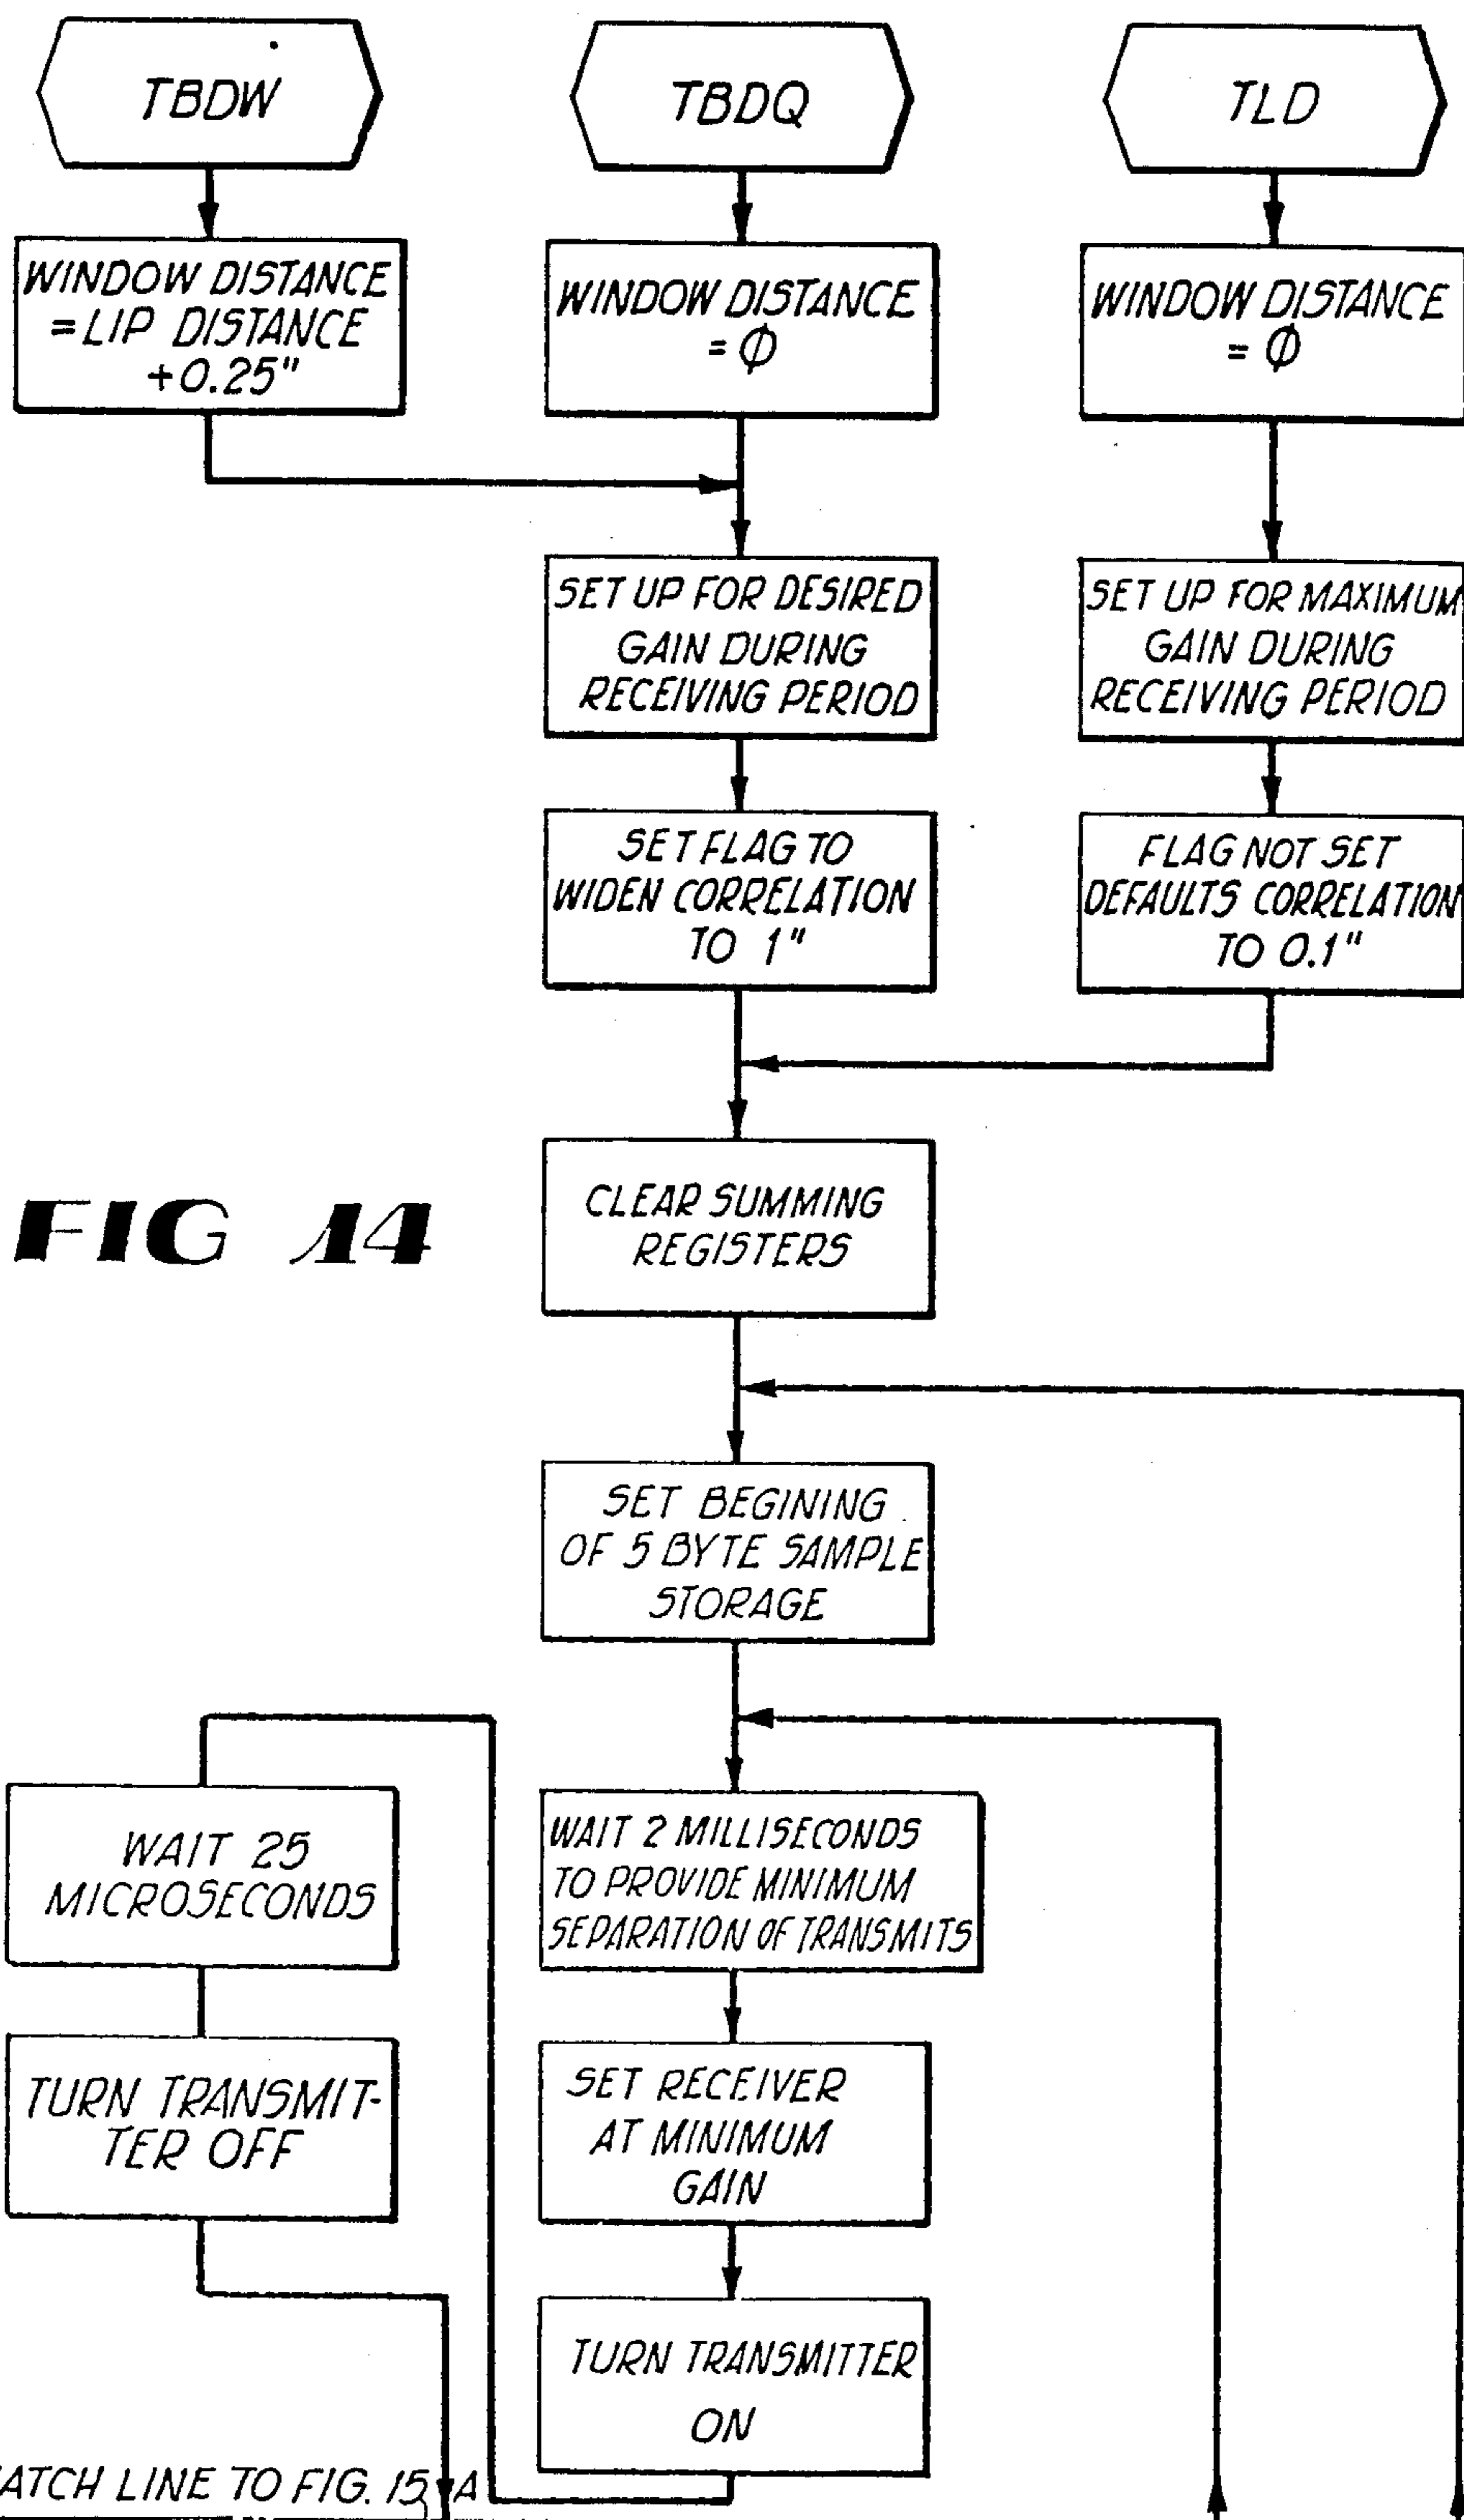 TBDW
TBDQ
TLD
WINDOW DISTANCE
= LIP DISTANCE
+0.25"
WINDOW DISTANCE
= Ø
WINDOW DISTANCE
= Ø
SET UP FOR DESIRED
GAIN DURING
RECEIVING PERIOD
SET UP FOR MAXIMUM
GAIN DURING
RECEIVING PERIOD
SET FLAG TO
WIDEN CORRELATION
TO 1"
FLAG NOT SET
DEFAULTS CORRELATION
TO 0.1"
FIG 14
CLEAR SUMMING
REGISTERS
SET BEGINING
OF 5 BYTE SAMPLE
STORAGE
WAIT 2 MILLISECONDS
TO PROVIDE MINIMUM
SEPARATION OF TRANSMITS
SET RECEIVER
AT MINIMUM
GAIN
TURN TRANSMITTER
ON
WAIT 25
MICROSECONDS
TURN TRANSMIT-
TER OFF
ATCH LINE TO FIG. 15 A